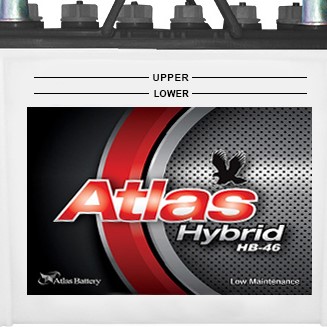 UPPER
LOWER
Atlas
Hybrid
HB-46
Atlas Battery
Low Maintenance